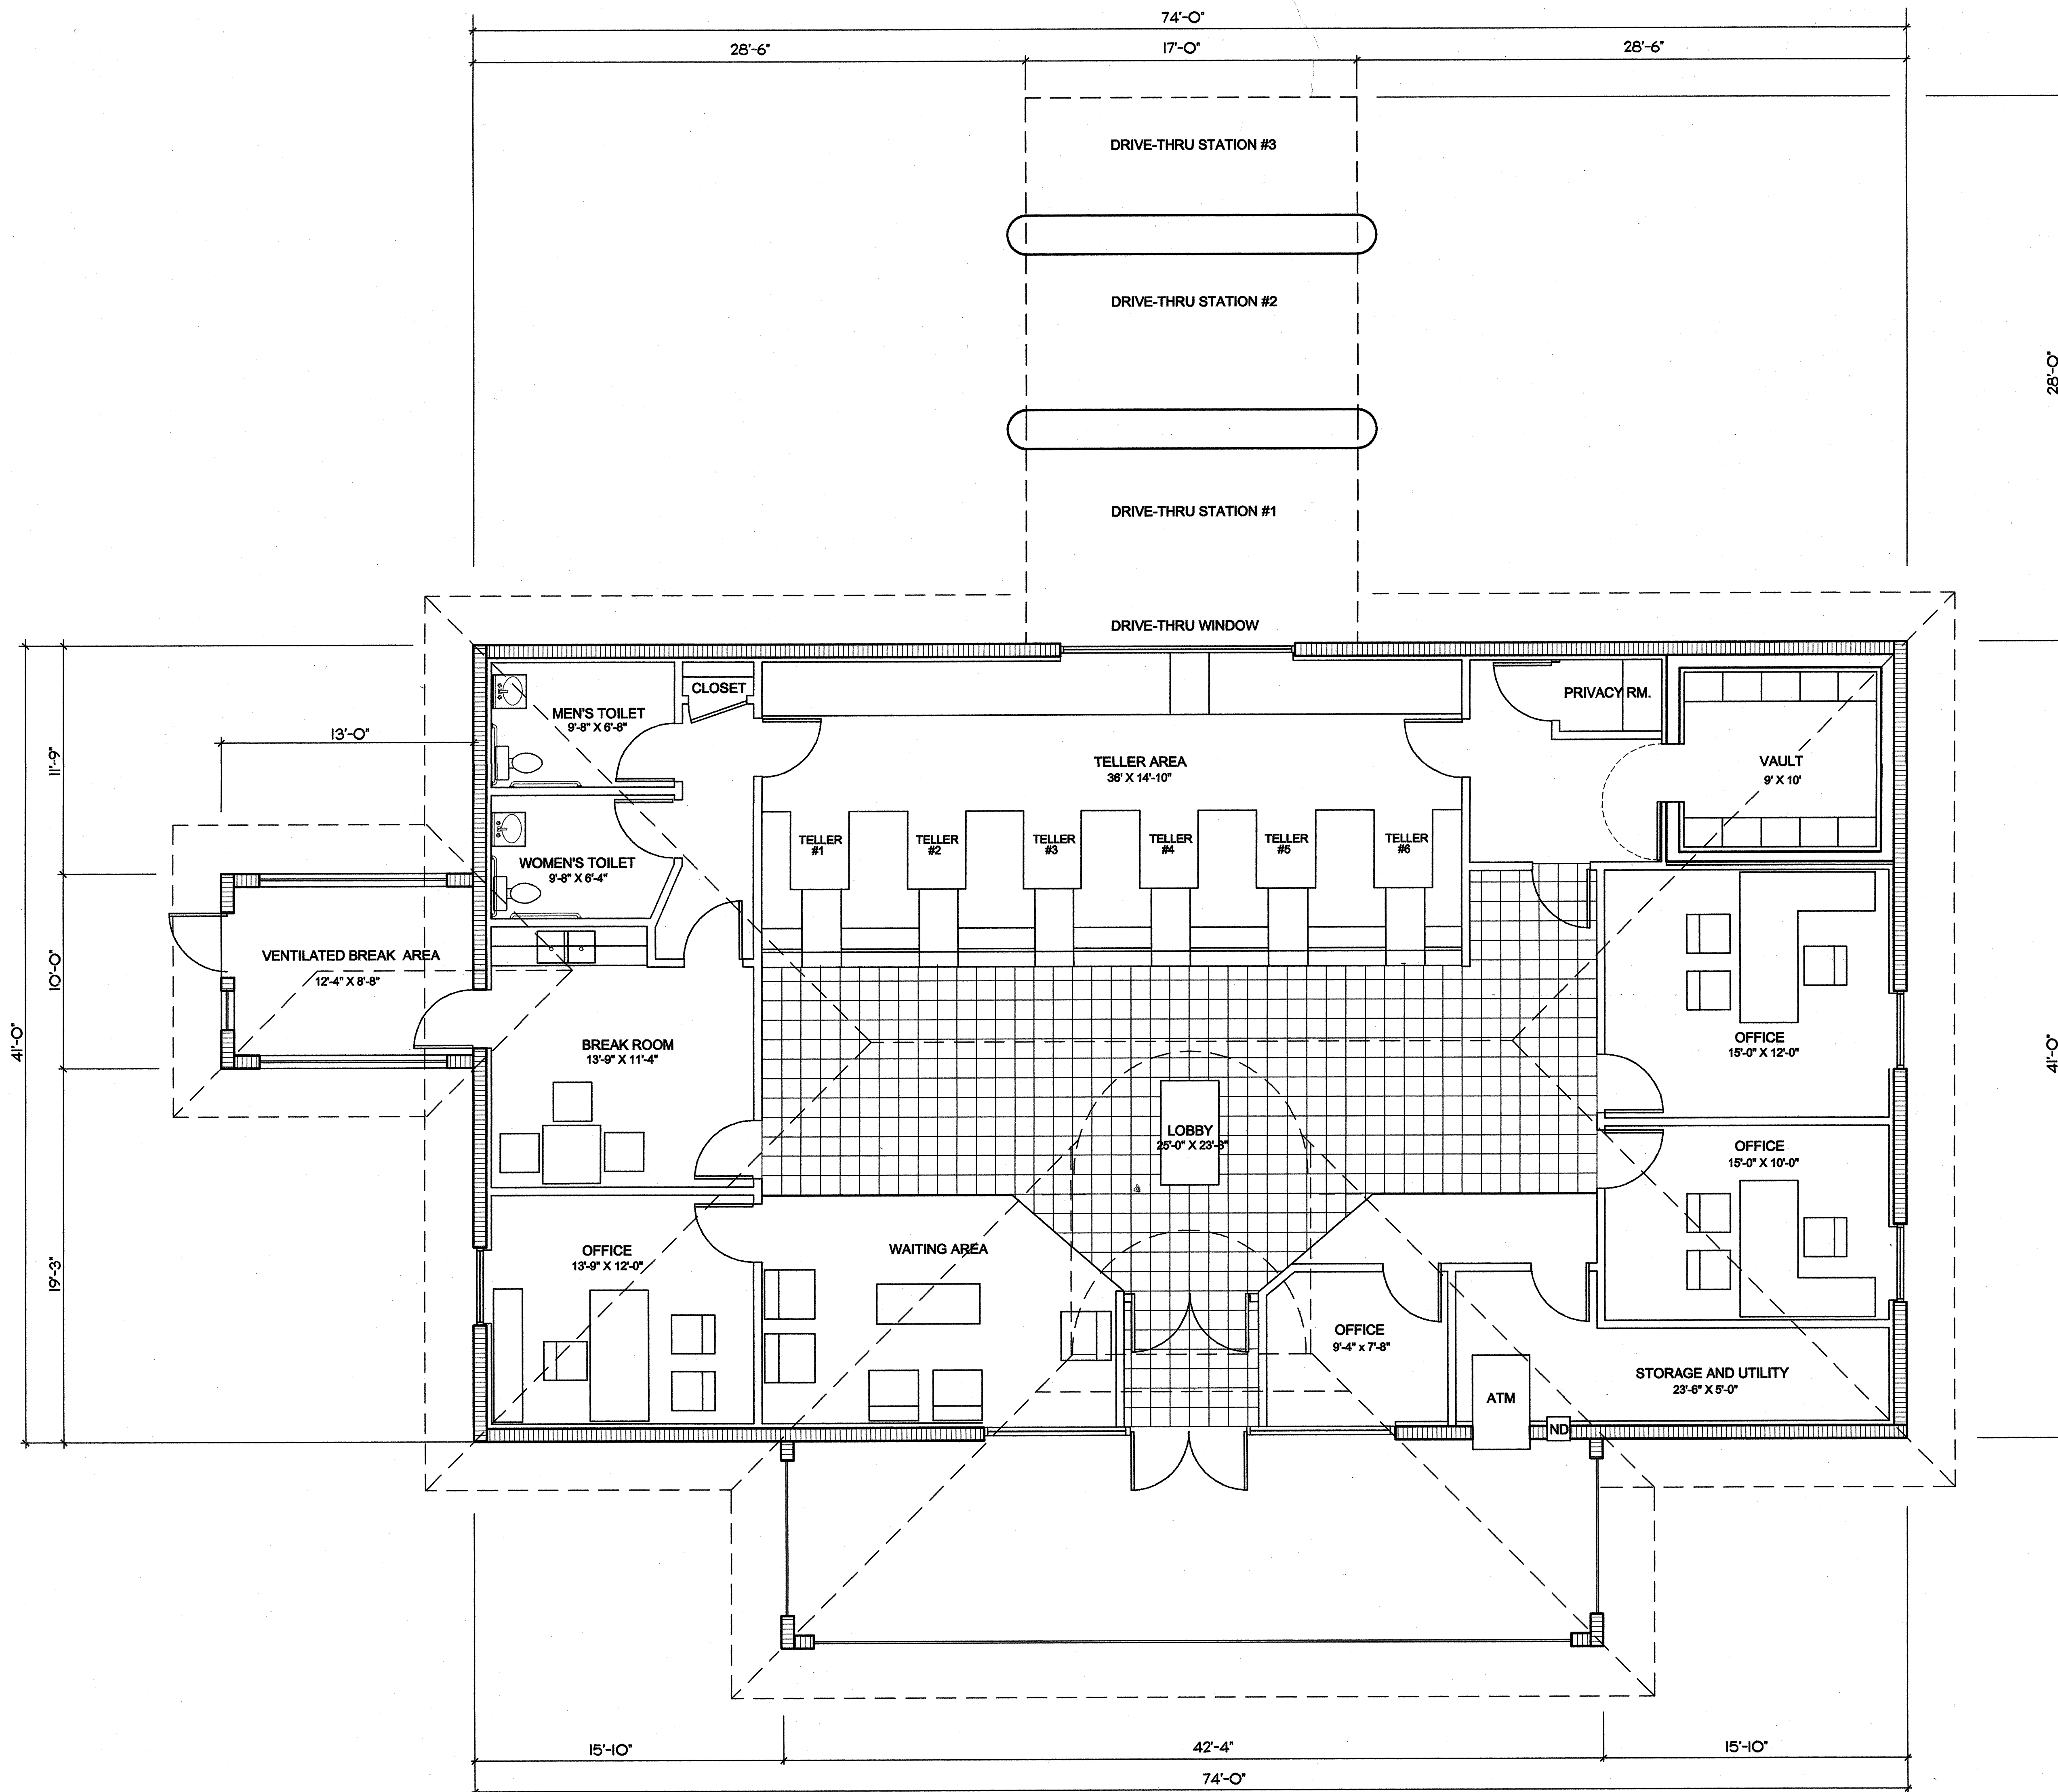 74'-0"
28'-6"
17'-0"
28'-6"
DRIVE-THRU STATION #3
DRIVE-THRU STATION #2
28'-0"
DRIVE-THRU STATION #1
DRIVE-THRU WINDOW
CLOSET
PRIVACY RM.
MEN'S TOILET
9'-8" X 6'-8"
13'-0"
11'-9"
TELLER AREA
36' X 14'-10"
VAULT
9' X 10'
TELLER
#1
TELLER
#2
TELLER
#3
TELLER
#4
TELLER
#5
TELLER
#6
WOMEN'S TOILET
9'-8" X 6'-4"
VENTILATED BREAK AREA
12'-4" X 8'-8"
10'-0"
41'-0"
BREAK ROOM
13'-9" X 11'-4"
OFFICE
15'-0" X 12'-0"
41'-0"
LOBBY
25'-0" X 23'-8"
OFFICE
15'-0" X 10'-0"
19'-3"
OFFICE
13'-9" X 12'-0"
WAITING AREA
OFFICE
9'-4" x 7'-8"
STORAGE AND UTILITY
23'-6" X 5'-0"
ATM
ND
15'-10"
42'-4"
15'-10"
74'-0"